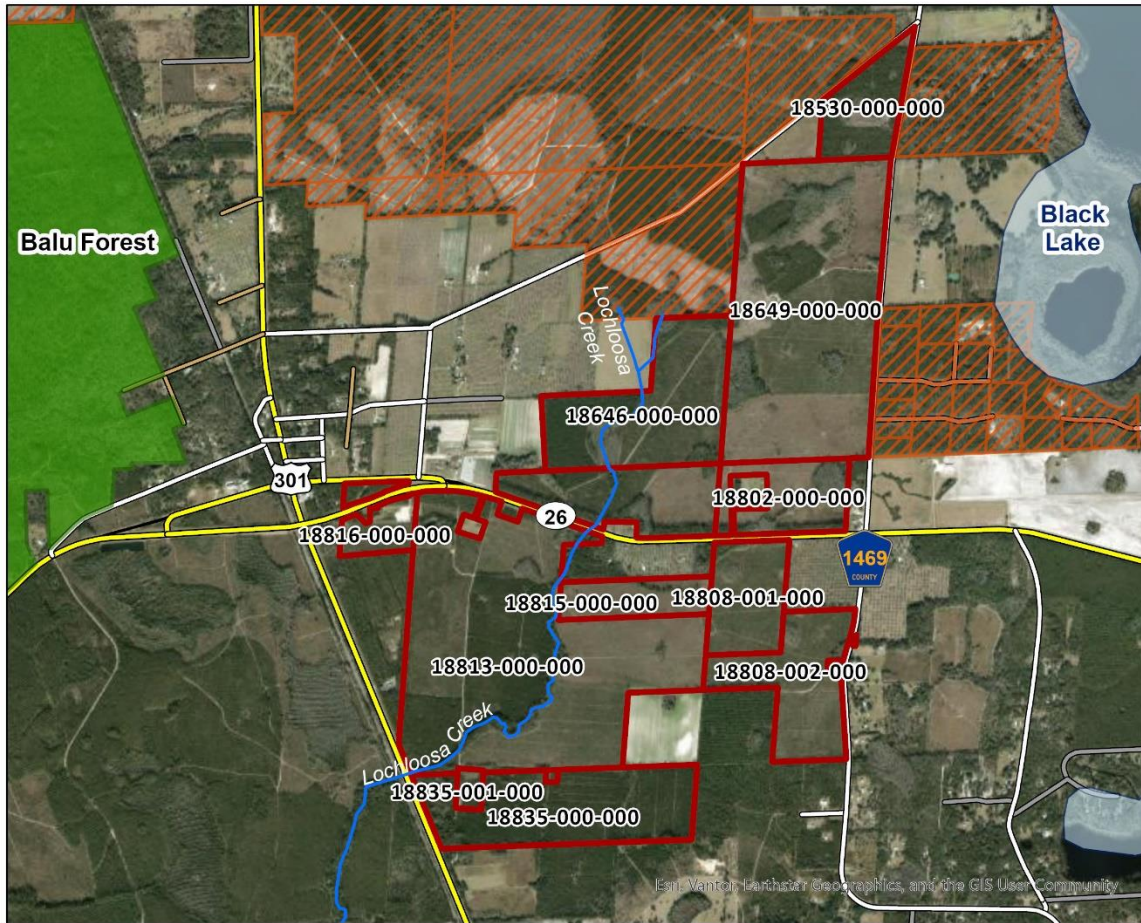 18530-000-000
Balu Forest
Black
Lake
18649-000-000
Lochloosa
Creek
18646-000-000
301
26
18802-000-000
18816-000-000
1469
COUNTY
18815-000-000
18808-001-000
18813-000-000
18808-002-000
Lochloosa Creek
18835-001-000
18835-000-000
Esri, Vantor, Earthstar Geographics, and the GIS User Community